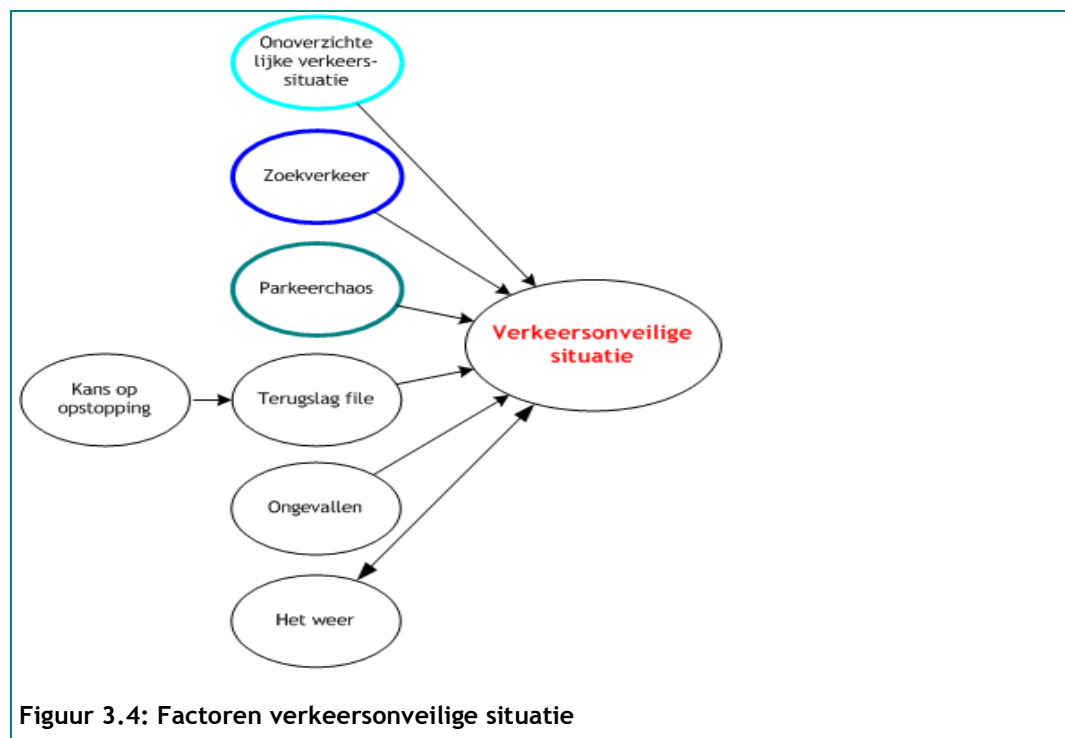 Onoverzichte
lijke verkeers-
situatie
Zoekverkeer
Parkeerchaos
Verkeersonveilige
situatie
Kans op
opstopping
Terugslag file
Ongevallen
Het weer
Figuur 3.4: Factoren verkeersonveilige situatie